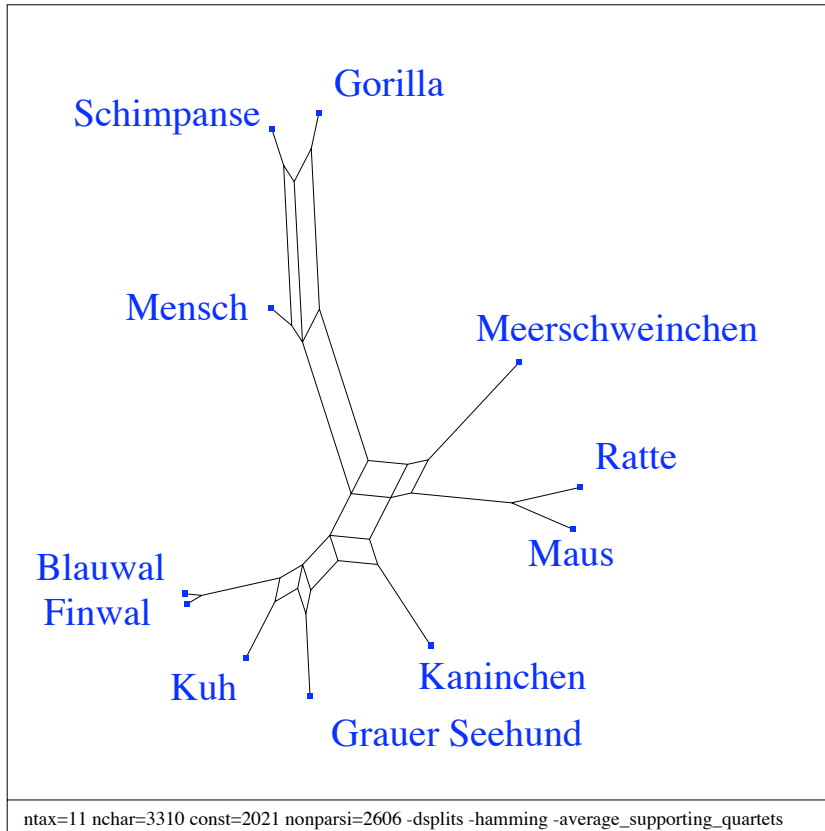 Gorilla
Schimpanse
Mensch
Meerschweinchen
Ratte
Maus
Blauwal
Finwal
Kuh
Kaninchen
Grauer Seehund
ntax=11 nchar=3310 const=2021 nonparsi=2606 -dsplits -hamming -average_supporting_quartets